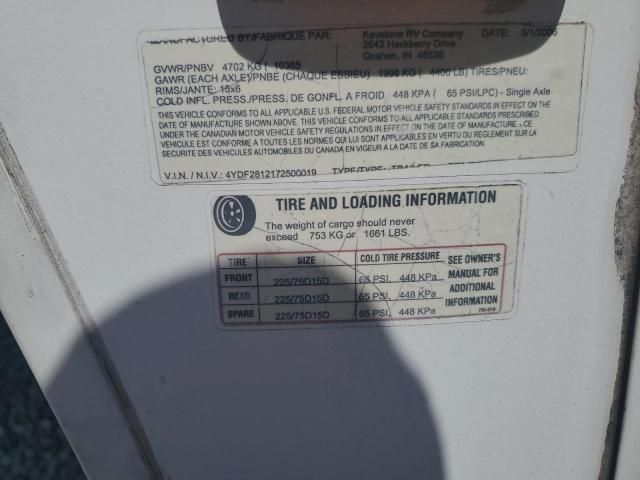 MANUFACTURED BY/FABRIQUE PAR: Keystone RV Company DATE: 5/1/2006
2642 Hackberry Drive
Goshen, IN 46526
GVWR/PNBV 4702 KG ( 10365
GAWR (EACH AXLE)/PNBE (CHAQUE ESSIEU) 1996 KG ( 4400 LB) TIRES/PNEU:
RIMS/JANTE: 15x6
COLD INFL. PRESS./PRESS. DE GONFL. A FROID 448 KPA ( 65 PSI/LPC) - Single Axle
THIS VEHICLE CONFORMS TO ALL APPLICABLE U.S. FEDERAL MOTOR VEHICLE SAFETY STANDARDS IN EFFECT ON THE
DATE OF MANUFACTURE SHOWN ABOVE. / THIS VEHICLE CONFORMS TO ALL APPLICABLE STANDARDS PRESCRIBED
UNDER THE CANADIAN MOTOR VEHICLE SAFETY REGULATIONS IN EFFECT ON THE DATE OF MANUFACTURE. / CE
VEHICULE EST CONFORME A TOUTES LES NORMES QUI LUI SONT APPLICABLES EN VERTU DU REGLEMENT SUR LA
SECURITE DES VEHICULES AUTOMOBILES DU CANADA EN VIGUEUR A LA DATE DE SA FABRICATION.
V.I.N. / N.I.V.: 4YDF2812172500019 TYPE/TYPE: TRAILER
TIRE AND LOADING INFORMATION
The weight of cargo should never
exceed 753 KG or 1661 LBS.
TIRE SIZE COLD TIRE PRESSURE
FRONT 225/75D15D 65 PSI, 448 KPa
REAR 225/75D15D 65 PSI, 448 KPa
SPARE 225/75D15D 65 PSI, 448 KPa
SEE OWNER'S
MANUAL FOR
ADDITIONAL
INFORMATION